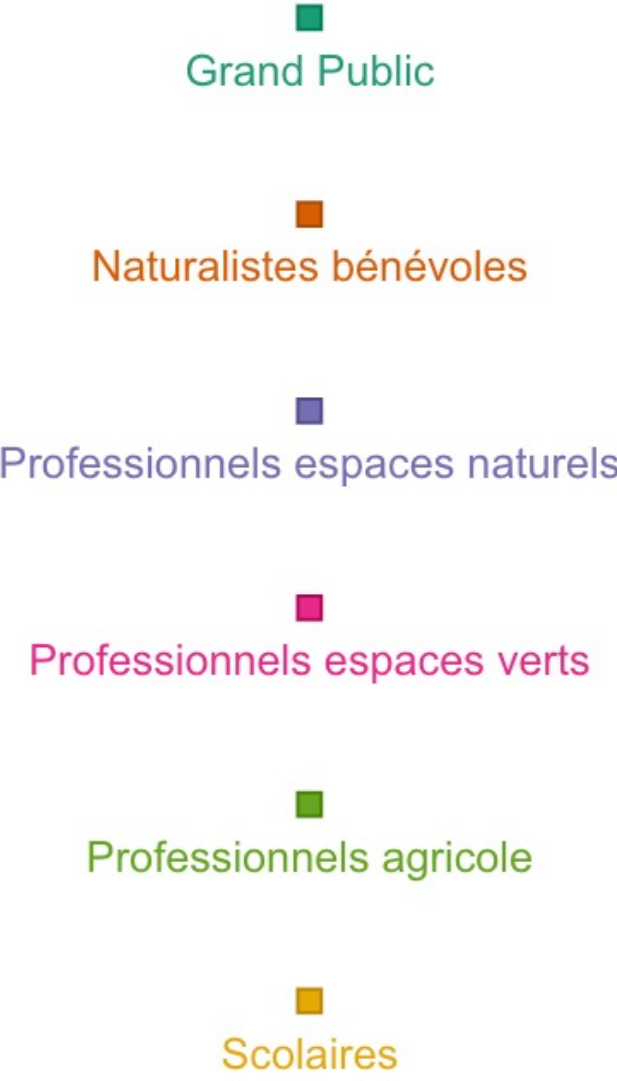 Grand Public
Naturalistes bénévoles
Professionnels espaces naturels
Professionnels espaces verts
Professionnels agricole
Scolaires